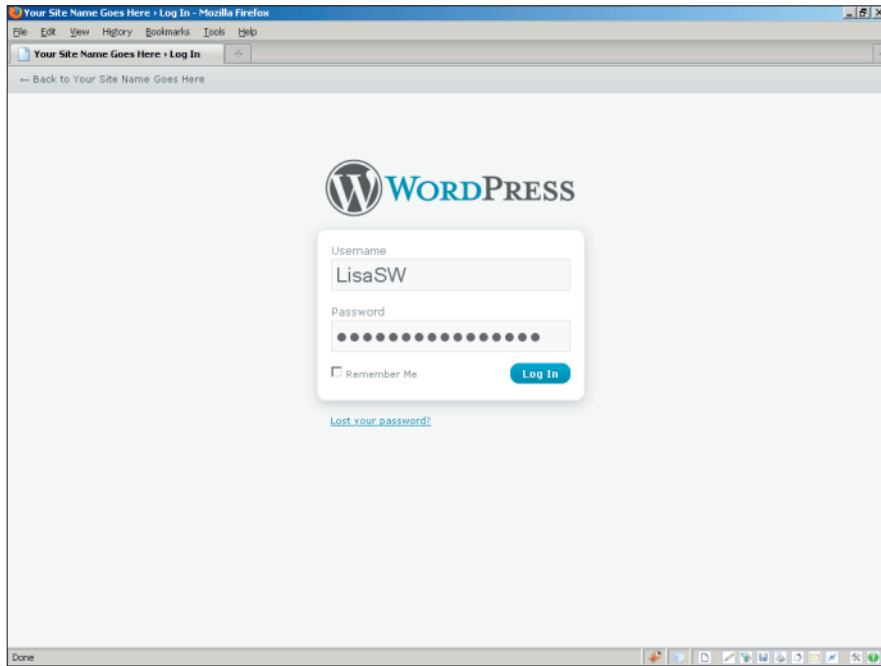 Your Site Name Goes Here › Log In - Mozilla Firefox
File Edit View History Bookmarks Tools Help
Your Site Name Goes Here › Log In
← Back to Your Site Name Goes Here
WORDPRESS
Username
LisaSW
Password
●●●●●●●●●●●●●●●●
Remember Me Log In
Lost your password?
Done